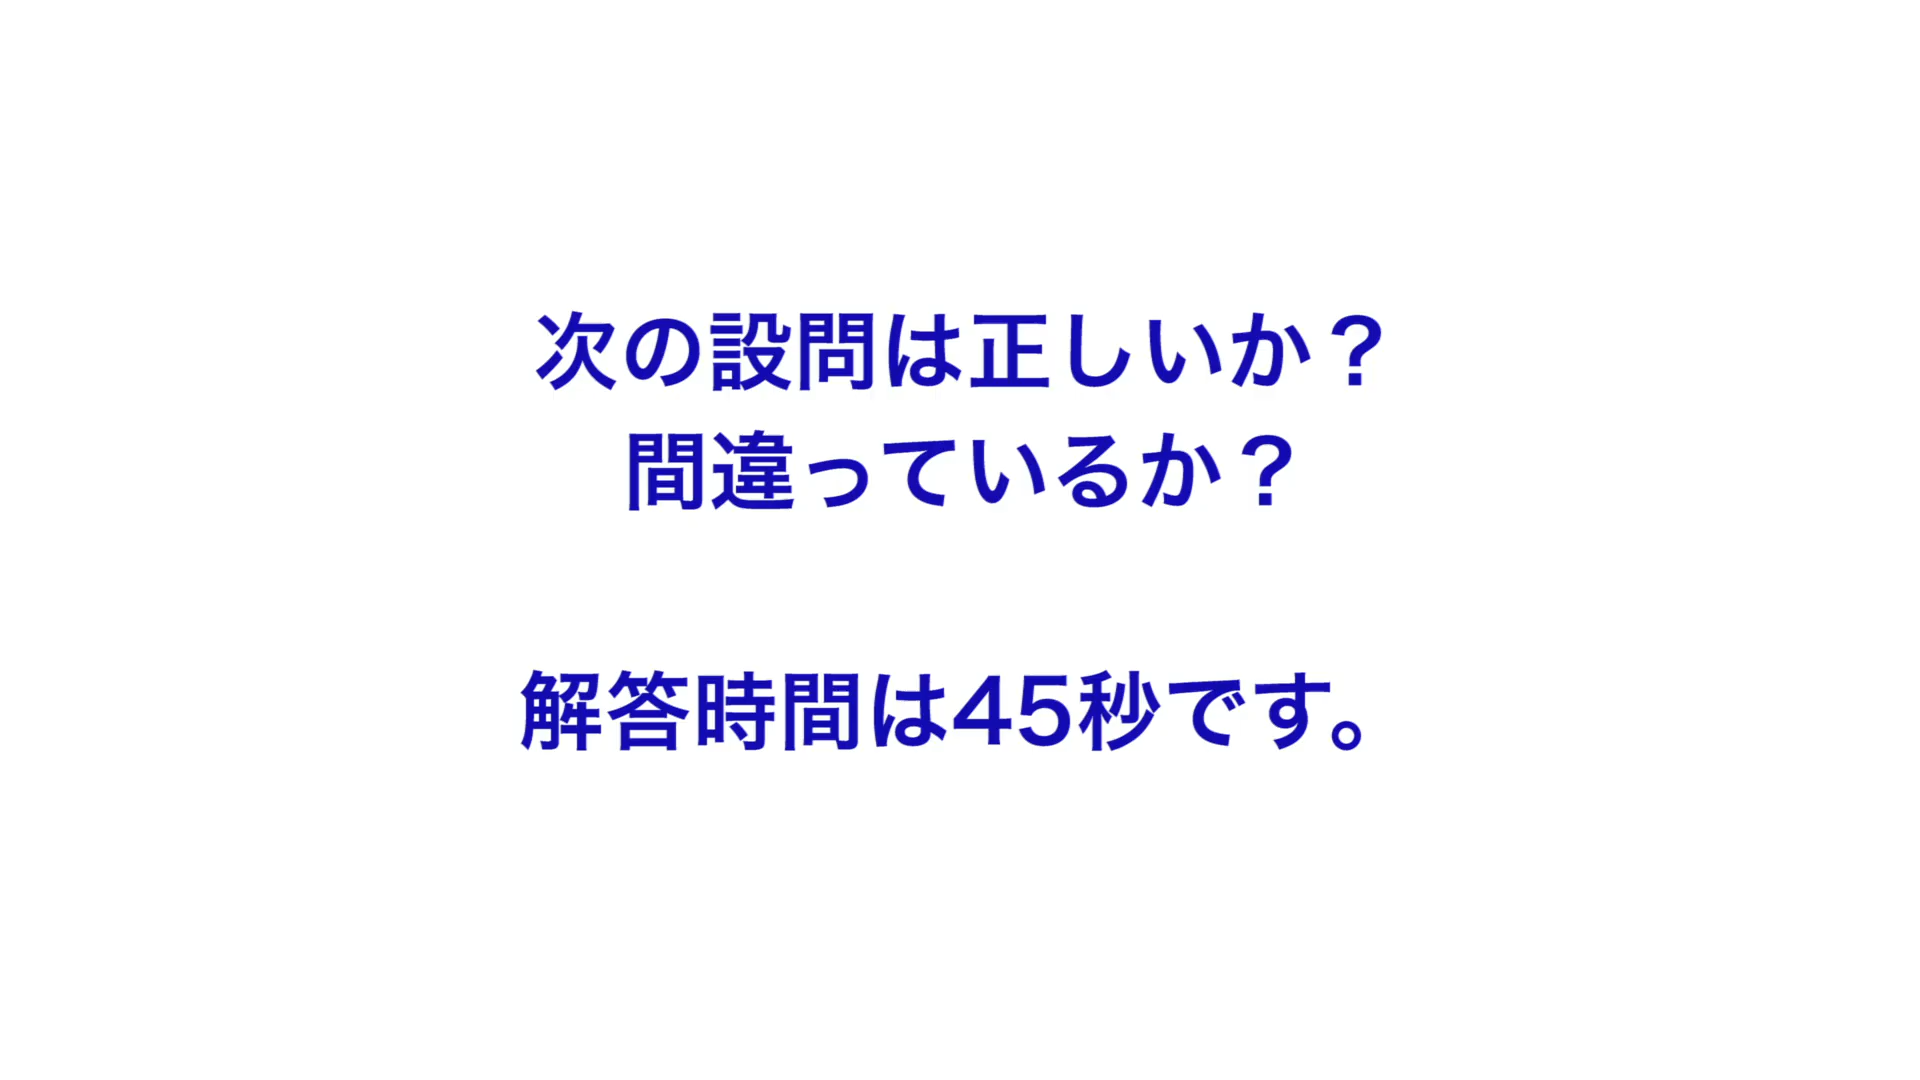 次の設問は正しいか？
間違っているか？
解答時間は45秒です。